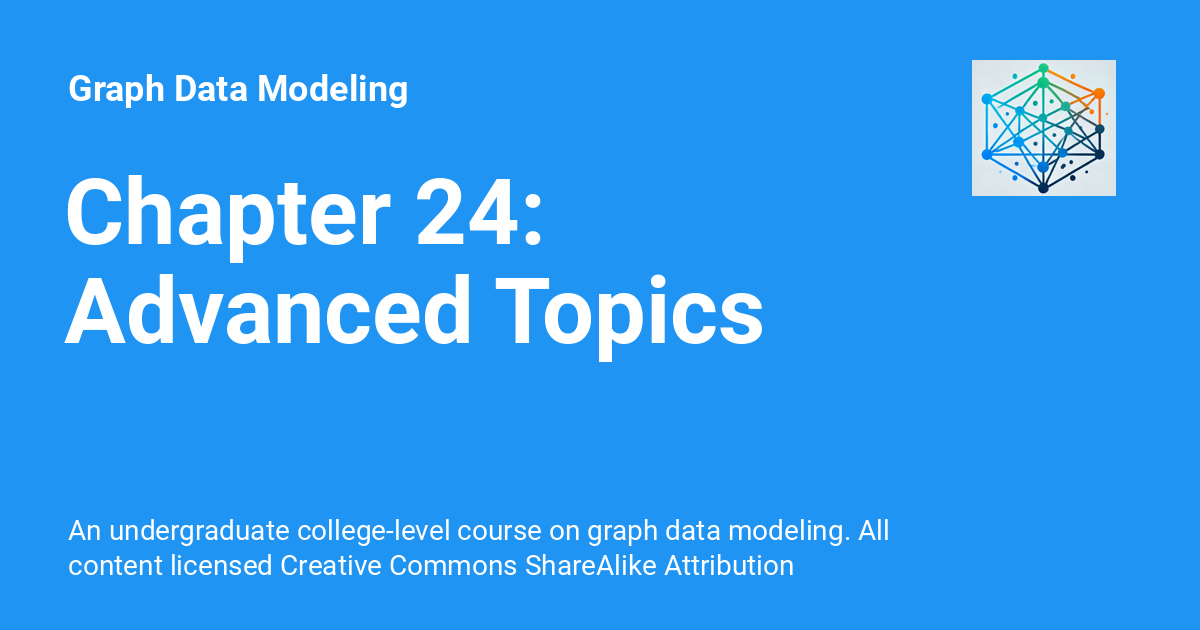 Graph Data Modeling
Chapter 24:
Advanced Topics
An undergraduate college-level course on graph data modeling. All
content licensed Creative Commons ShareAlike Attribution